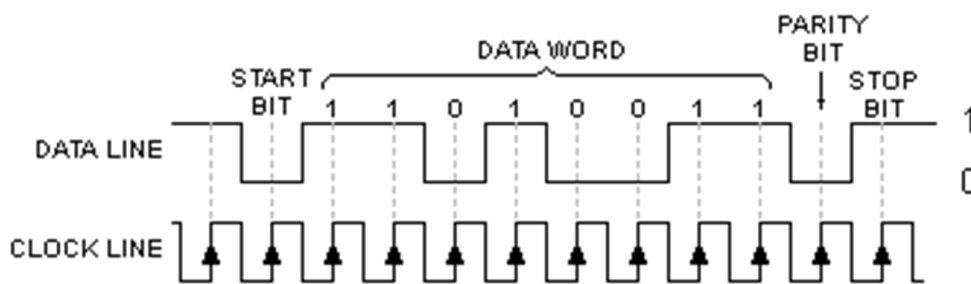 PARITY
BIT
DATA WORD
START
BIT
STOP
BIT
1 1 0 1 0 0 1 1
DATA LINE
1
0
CLOCK LINE